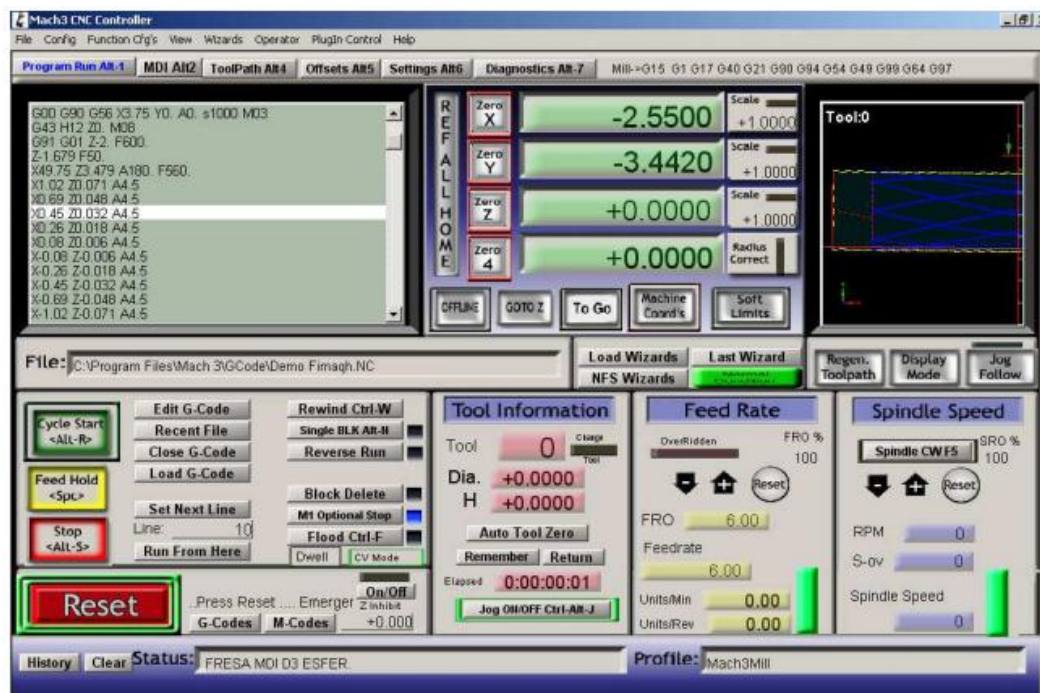 Mach3 CNC Controller
File Config Function Cfg's View Wizards Operator PlugIn Control Help
Program Run Alt-1 MDI Alt2 ToolPath Alt4 Offsets Alt5 Settings Alt6 Diagnostics Alt-7 Mill->G15 G1 G17 G40 G21 G90 G94 G54 G49 G99 G64 G97
G00 G90 G56 X3.75 Y0. A0. s1000 M03
G43 H12 Z0. M08
G91 G01 Z-2. F600.
Z-1.679 F50.
X49.75 Z3.479 A180. F560.
X1.02 Z0.071 A4.5
X0.69 Z0.048 A4.5
X0.45 Z0.032 A4.5
X0.26 Z0.018 A4.5
X0.08 Z0.006 A4.5
X-0.08 Z-0.006 A4.5
X-0.26 Z-0.018 A4.5
X-0.45 Z-0.032 A4.5
X-0.69 Z-0.048 A4.5
X-1.02 Z-0.071 A4.5
REF ALL HOME
Zero X -2.5500 Scale +1.0000
Zero Y -3.4420 Scale +1.0000
Zero Z +0.0000 Scale +1.0000
Zero 4 +0.0000 Radius Correct
OFFLINE GOTO Z To Go Machine Coord's Soft Limits
Tool:0
File: C:\Program Files\Mach 3\GCode\Demo Fimaqh.NC
Load Wizards Last Wizard
NFS Wizards Normal Condition
Regen. Toolpath Display Mode Jog Follow
Cycle Start <Alt-R>
Feed Hold <Spc>
Stop <Alt-S>
Edit G-Code
Recent File
Close G-Code
Load G-Code
Set Next Line
Line: 10
Run From Here
Rewind Ctrl-W
Single BLK Alt-N
Reverse Run
Block Delete
M1 Optional Stop
Flood Ctrl-F
Dwell CV Mode
Reset
..Press Reset .... Emerger
G-Codes M-Codes
On/Off
Z Inhibit
+0.000
Tool Information
Tool 0 Change Tool
Dia. +0.0000
H +0.0000
Auto Tool Zero
Remember Return
Elapsed 0:00:00:01
Jog ON/OFF Ctrl-Alt-J
Feed Rate
OverRidden FRO %
100
Reset
FRO 6.00
Feedrate
6.00
Units/Min 0.00
Units/Rev 0.00
Spindle Speed
Spindle CW F5 SRO %
100
Reset
RPM 0
S-ov 0
Spindle Speed
0
History Clear Status: FRESA MDI D3 ESFER. Profile: Mach3Mill